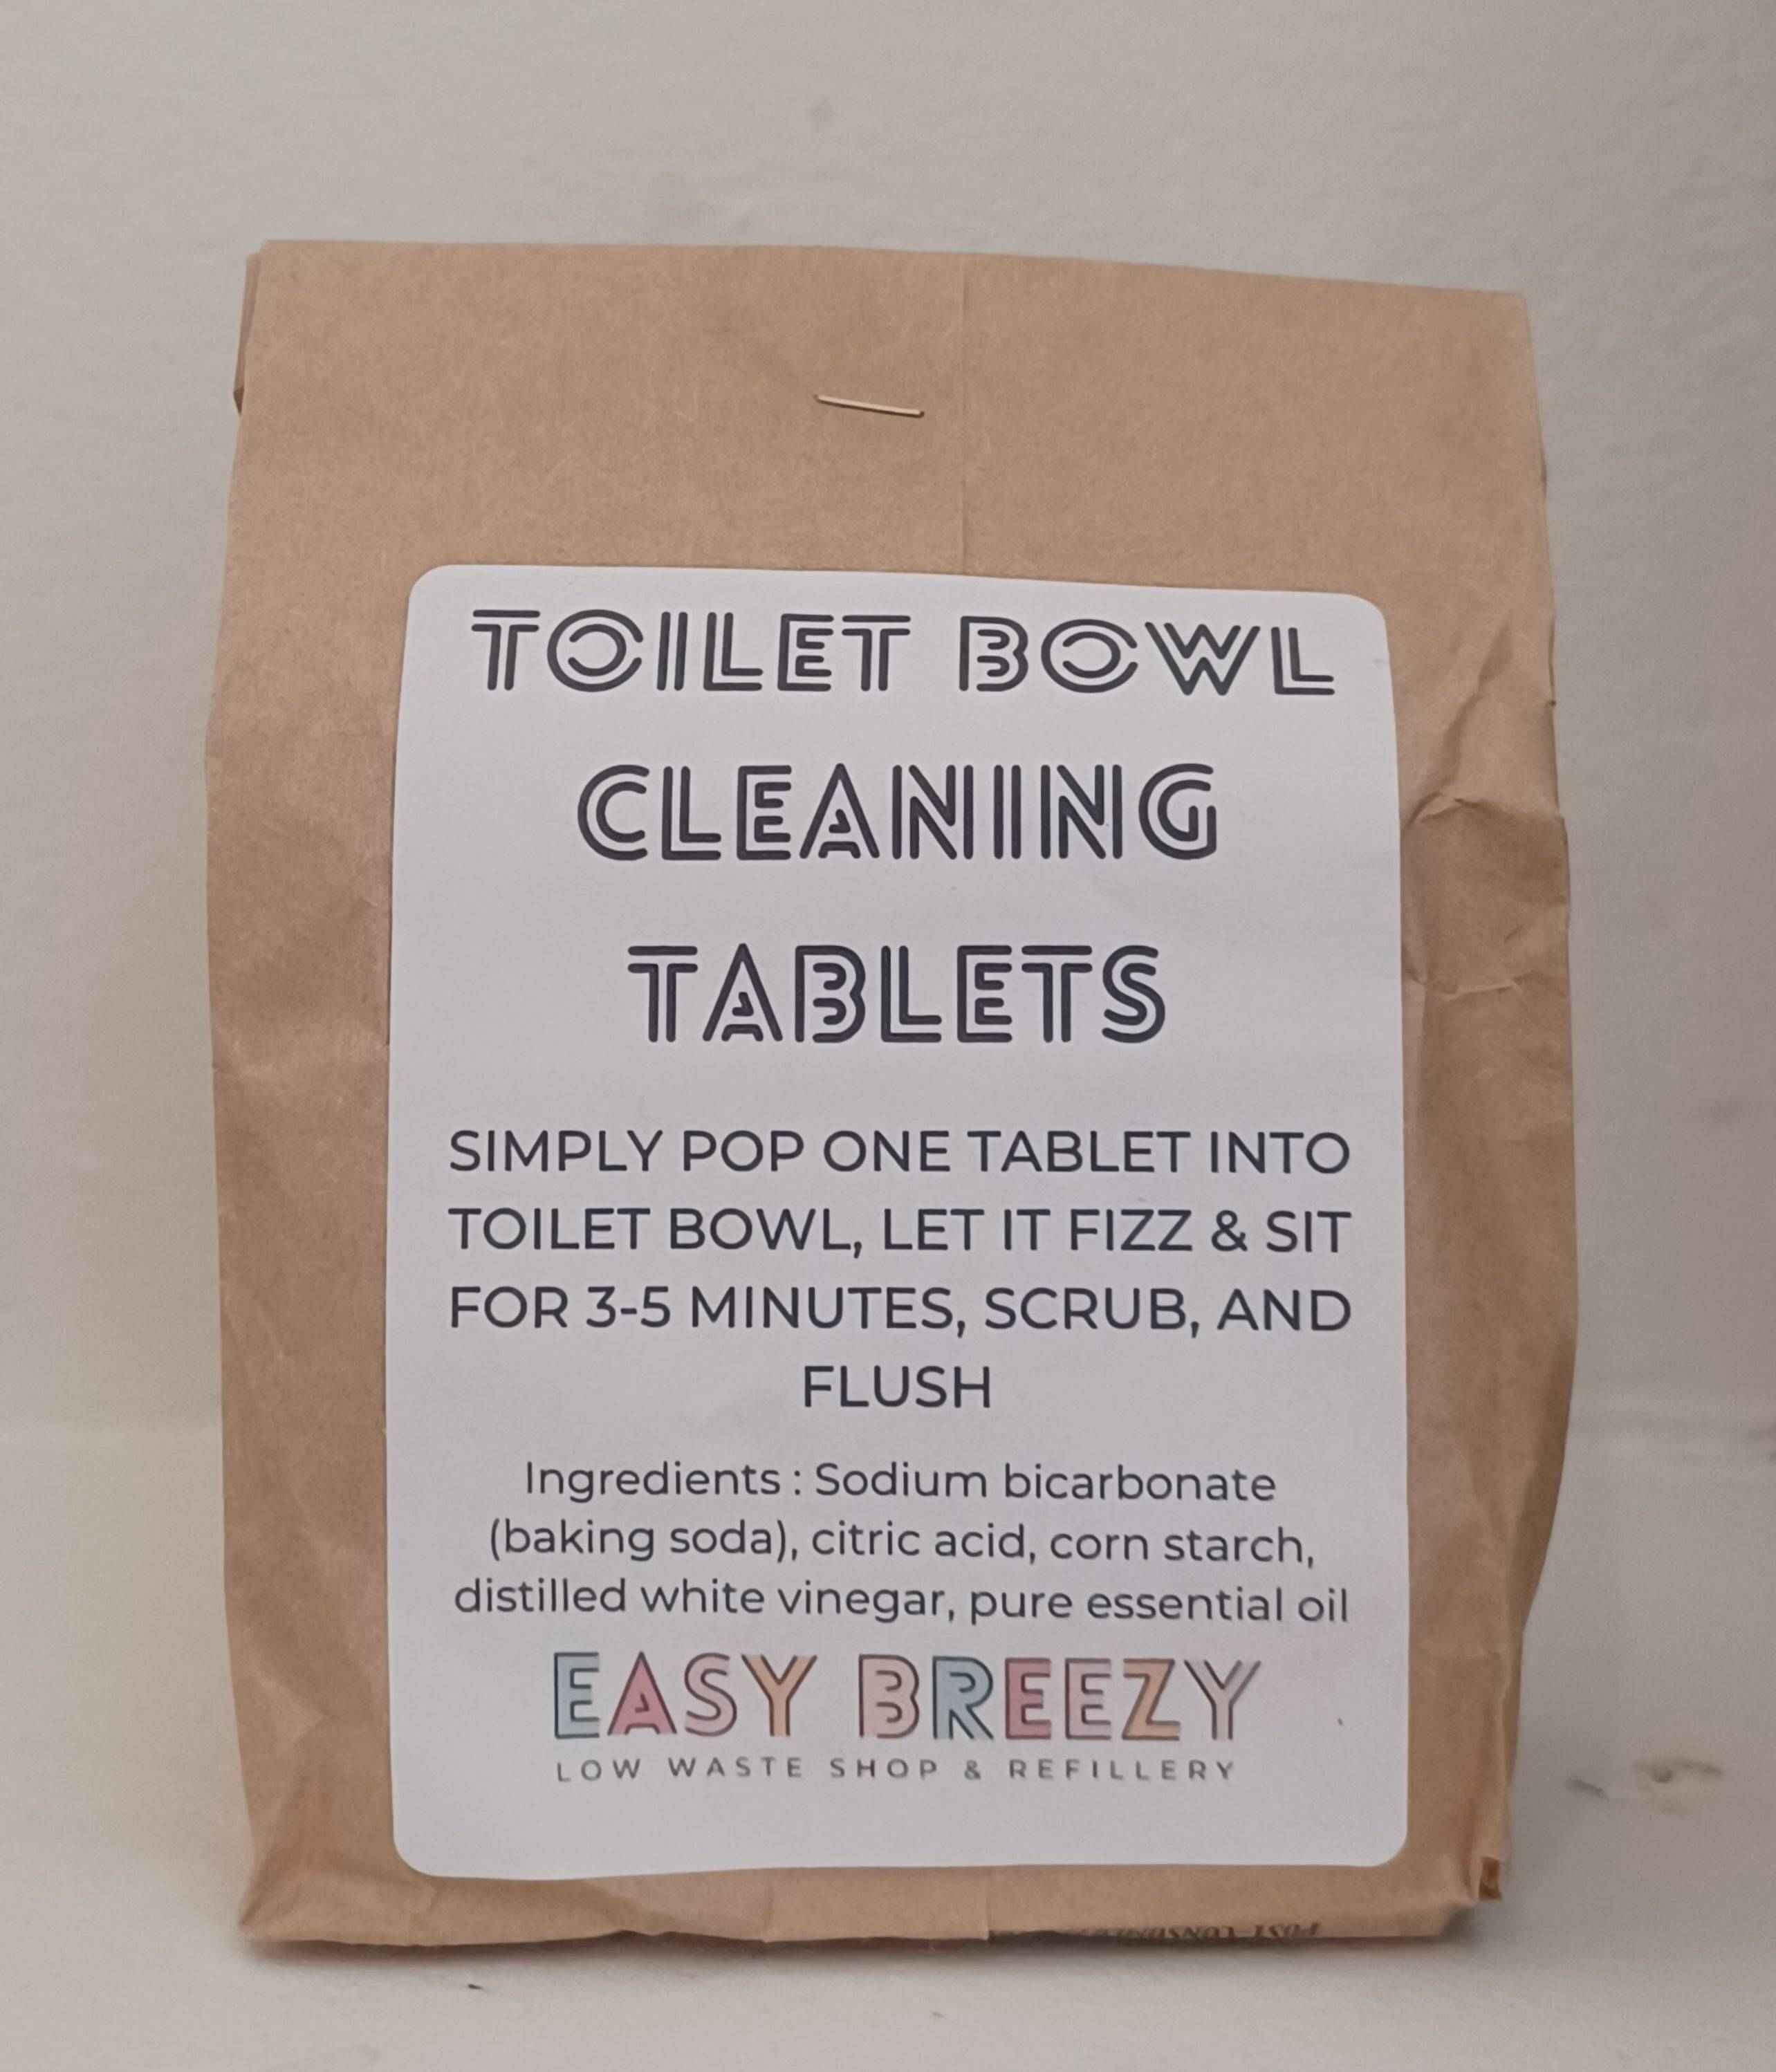 TOILET BOWL
CLEANING
TABLETS
SIMPLY POP ONE TABLET INTO
TOILET BOWL, LET IT FIZZ & SIT
FOR 3-5 MINUTES, SCRUB, AND
FLUSH
Ingredients : Sodium bicarbonate
(baking soda), citric acid, corn starch,
distilled white vinegar, pure essential oil
EASY BREEZY
LOW WASTE SHOP & REFILLERY